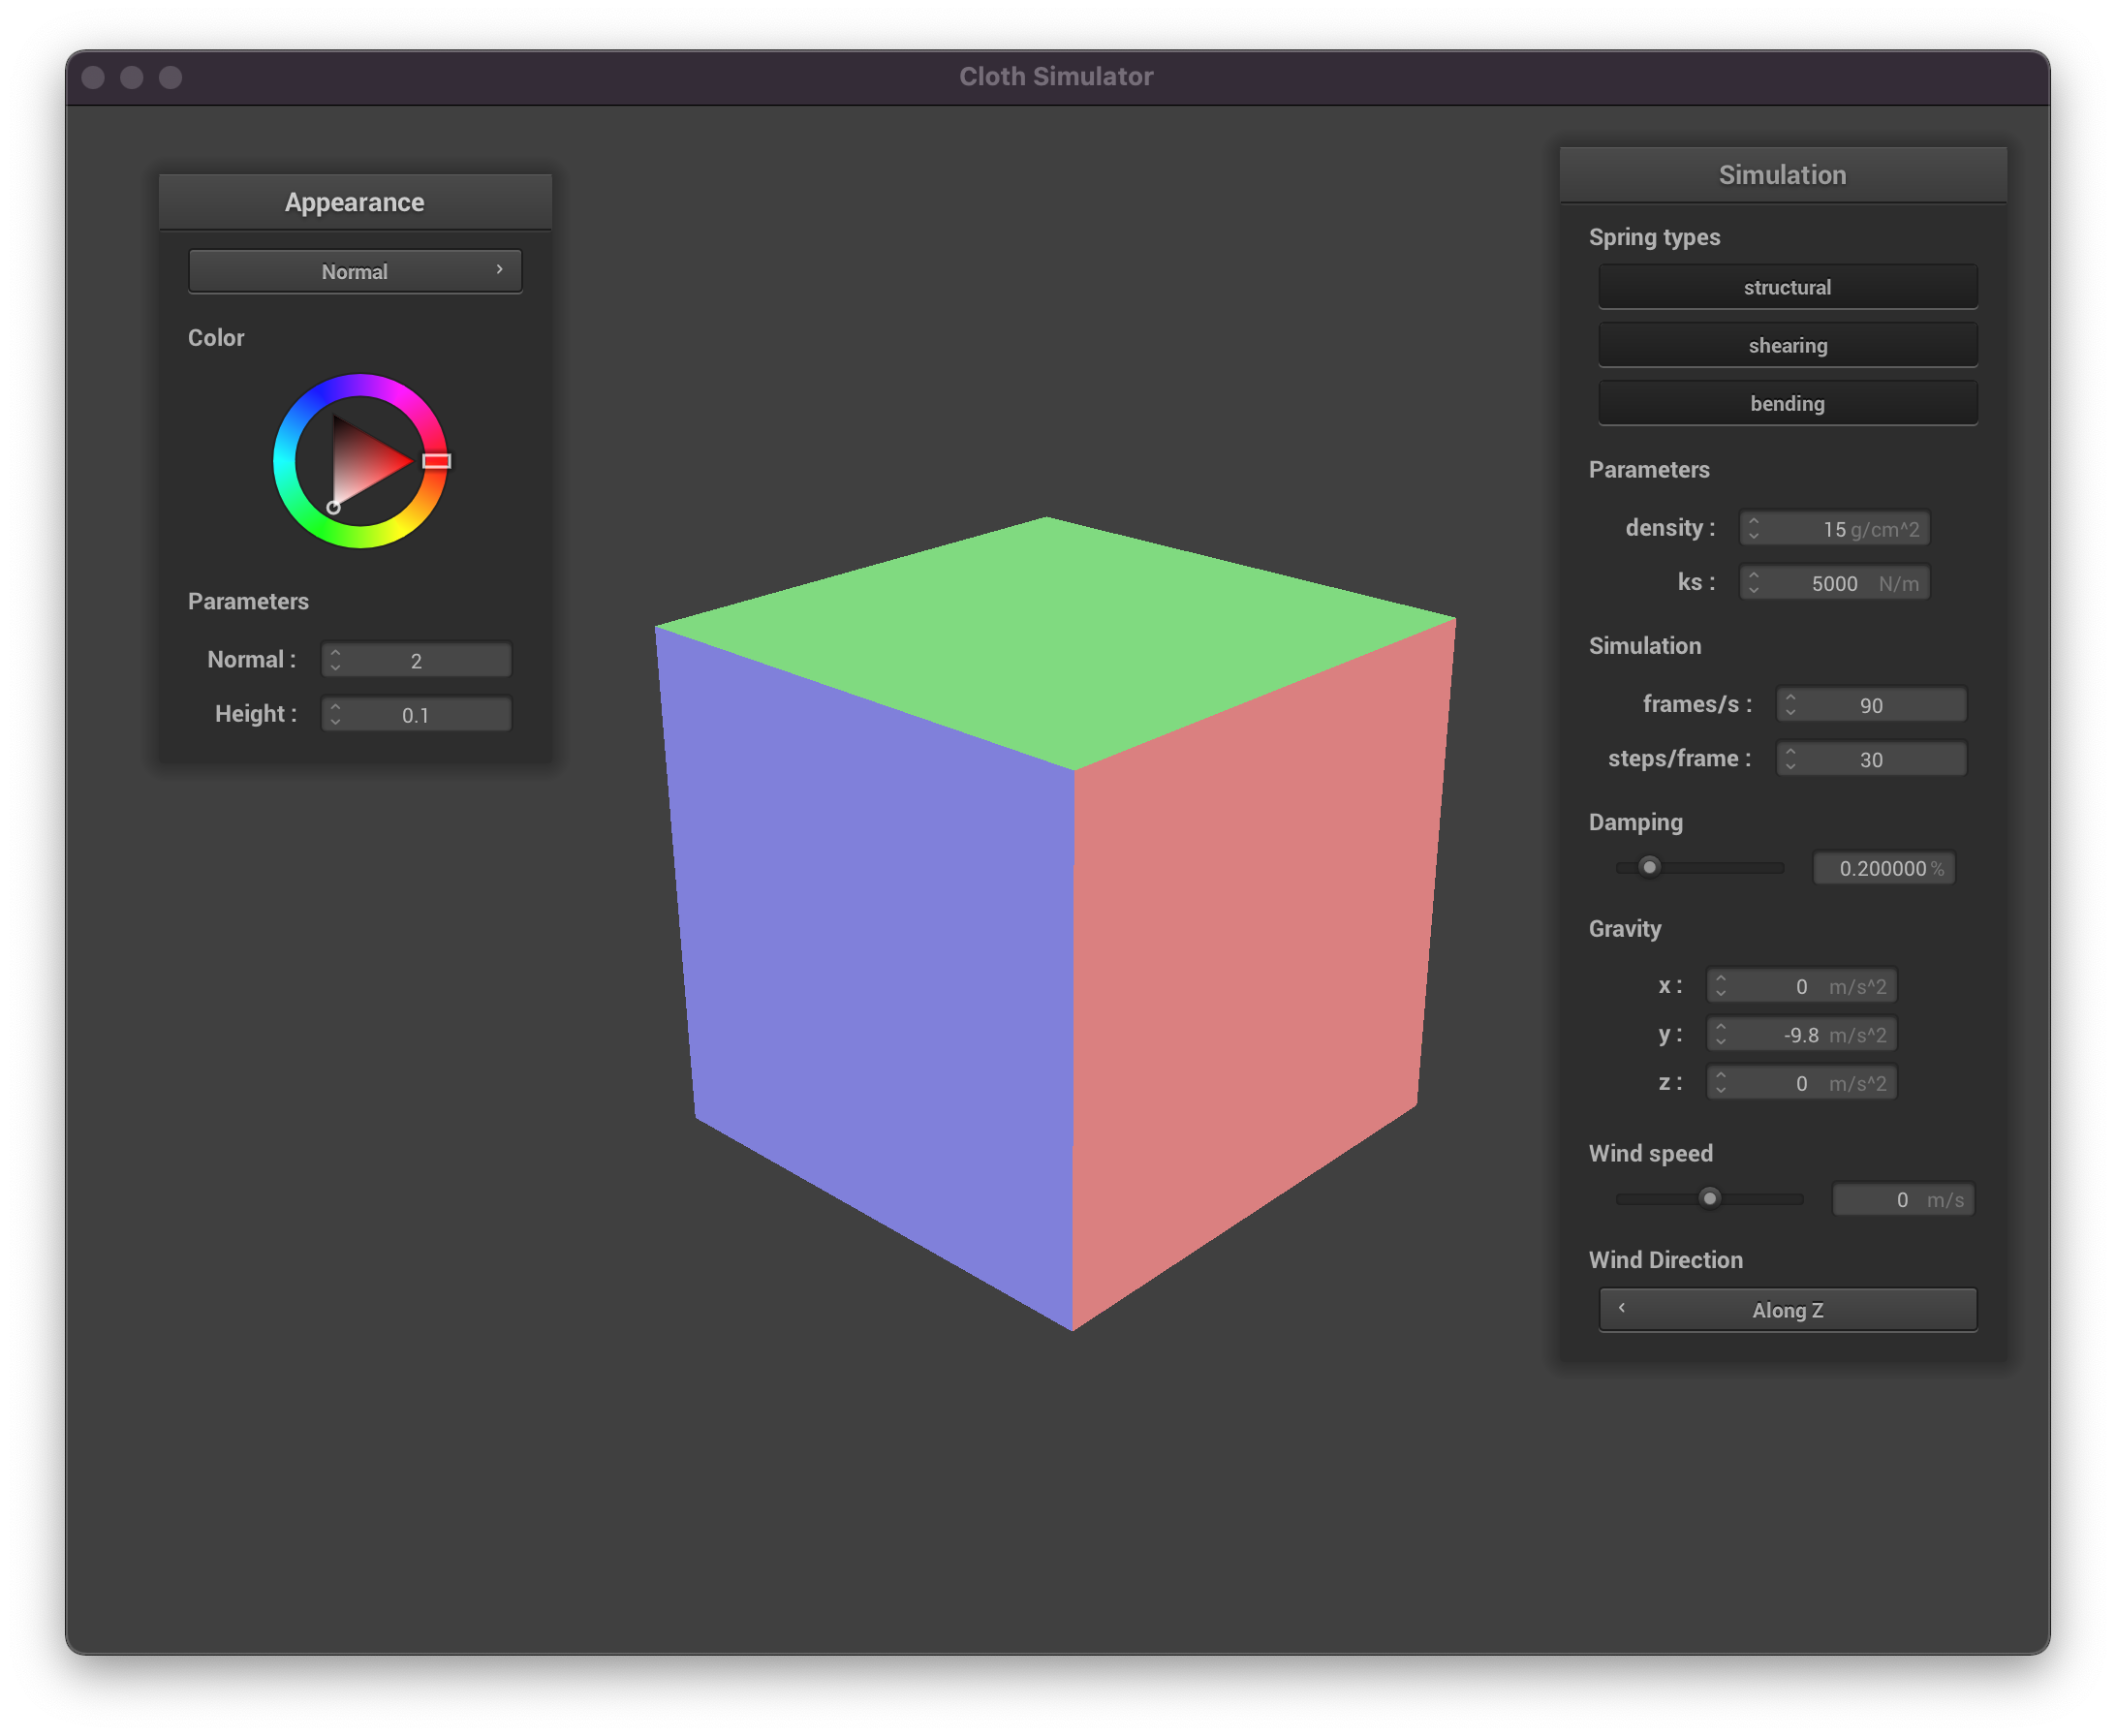 Cloth Simulator
Appearance
Normal
Color
Parameters
Normal :
2
Height :
0.1
Simulation
Spring types
structural
shearing
bending
Parameters
density :
15 g/cm^2
ks :
5000 N/m
Simulation
frames/s :
90
steps/frame :
30
Damping
0.200000 %
Gravity
x :
0 m/s^2
y :
-9.8 m/s^2
z :
0 m/s^2
Wind speed
0 m/s
Wind Direction
Along Z